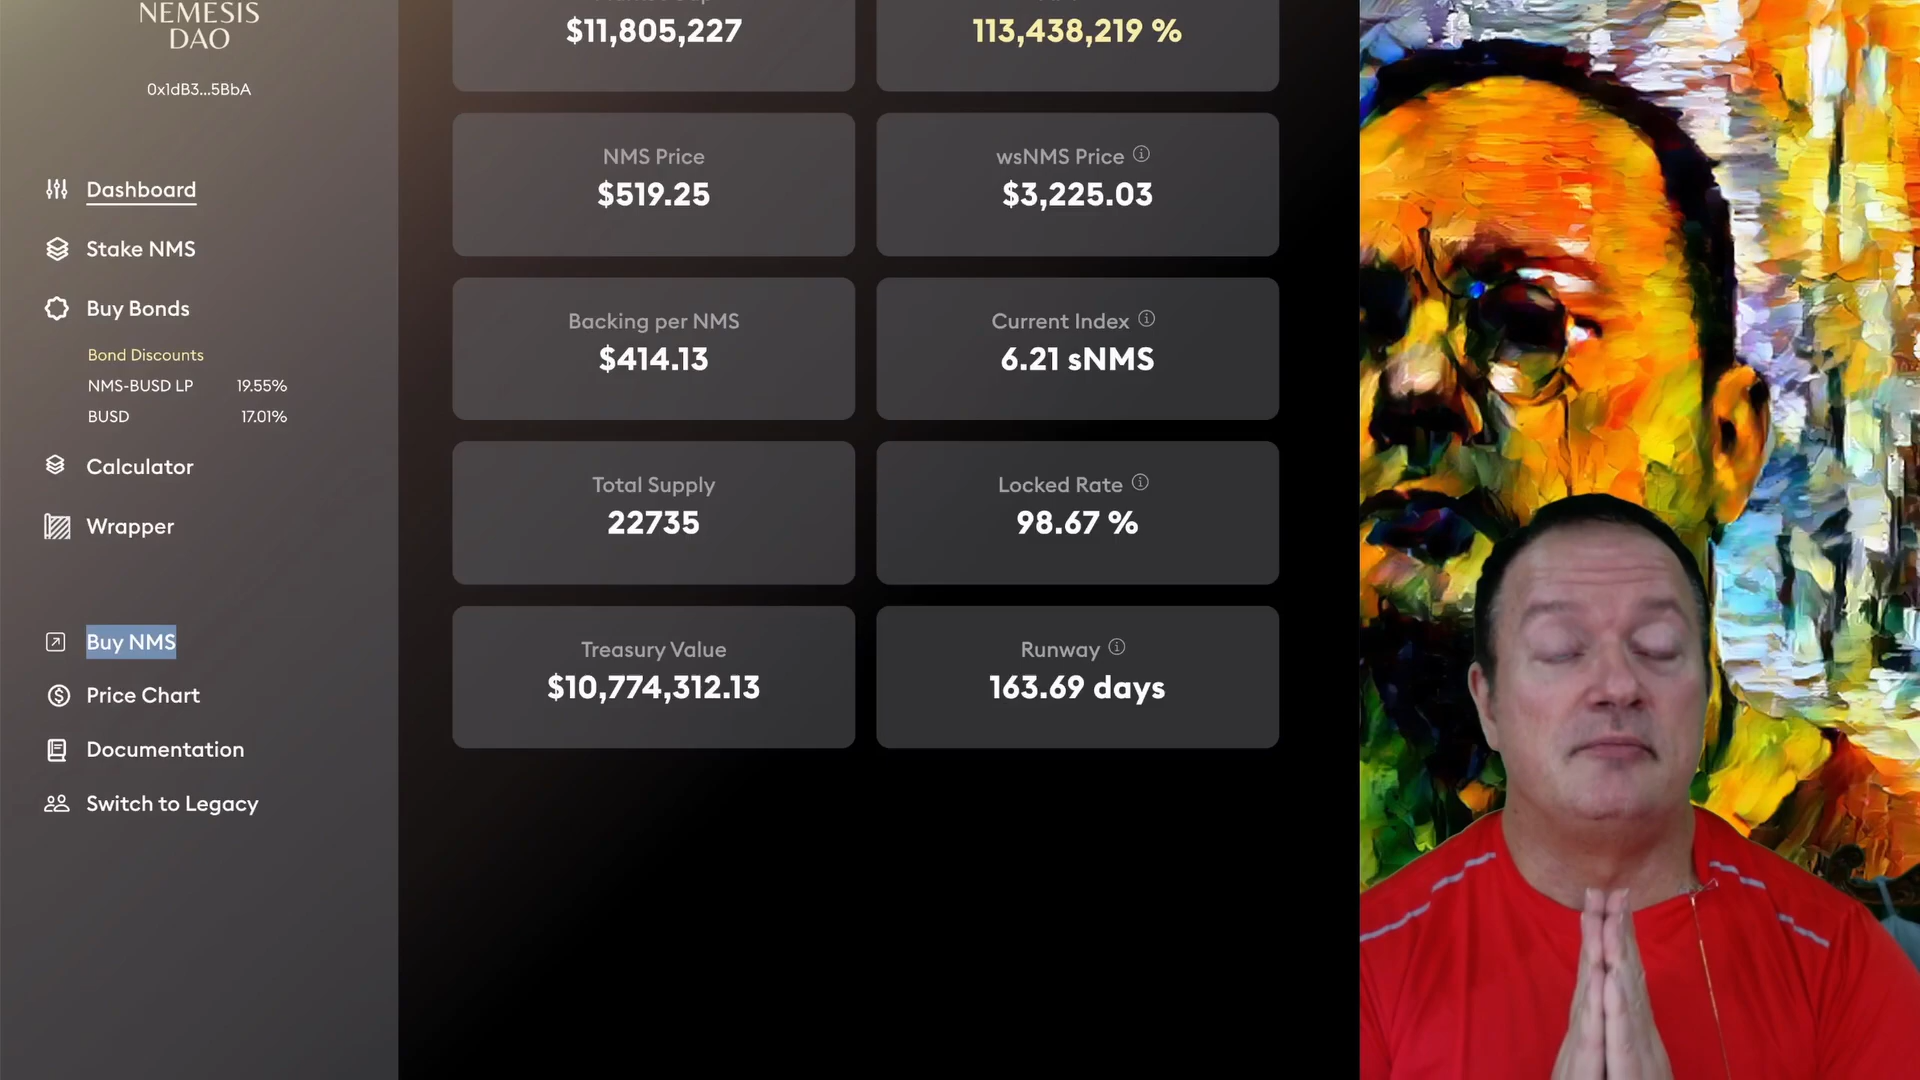 NEMESIS
DAO
0x1dB3...5BbA
Dashboard
Stake NMS
Buy Bonds
Bond Discounts
NMS-BUSD LP 19.55%
BUSD 17.01%
Calculator
Wrapper
Buy NMS
Price Chart
Documentation
Switch to Legacy
$11,805,227
113,438,219 %
NMS Price
$519.25
wsNMS Price
$3,225.03
Backing per NMS
$414.13
Current Index
6.21 sNMS
Total Supply
22735
Locked Rate
98.67 %
Treasury Value
$10,774,312.13
Runway
163.69 days